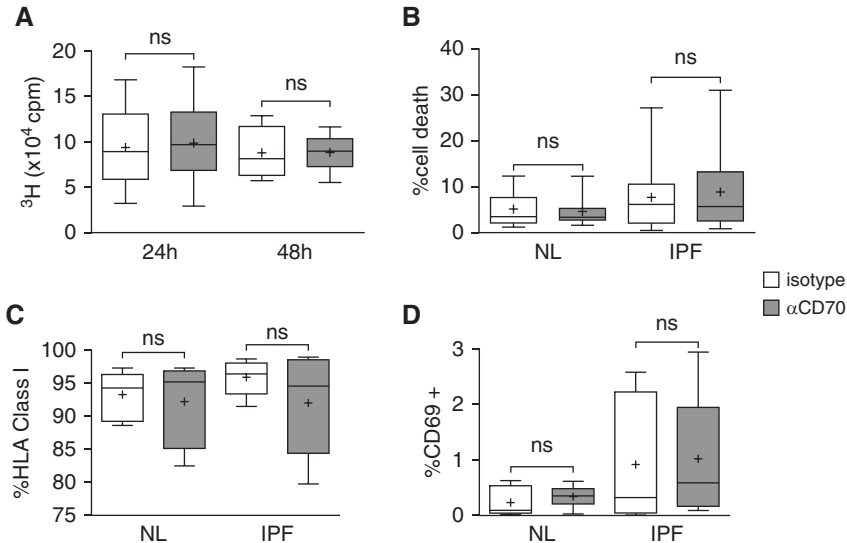 A
ns
ns
³H (x10⁴ cpm)
20
15
10
5
0
24h
48h
B
ns
ns
%cell death
40
30
20
10
0
NL
IPF
isotype
αCD70
C
ns
ns
%HLA Class I
100
95
90
85
80
75
NL
IPF
D
ns
ns
%CD69 +
3
2
1
0
NL
IPF